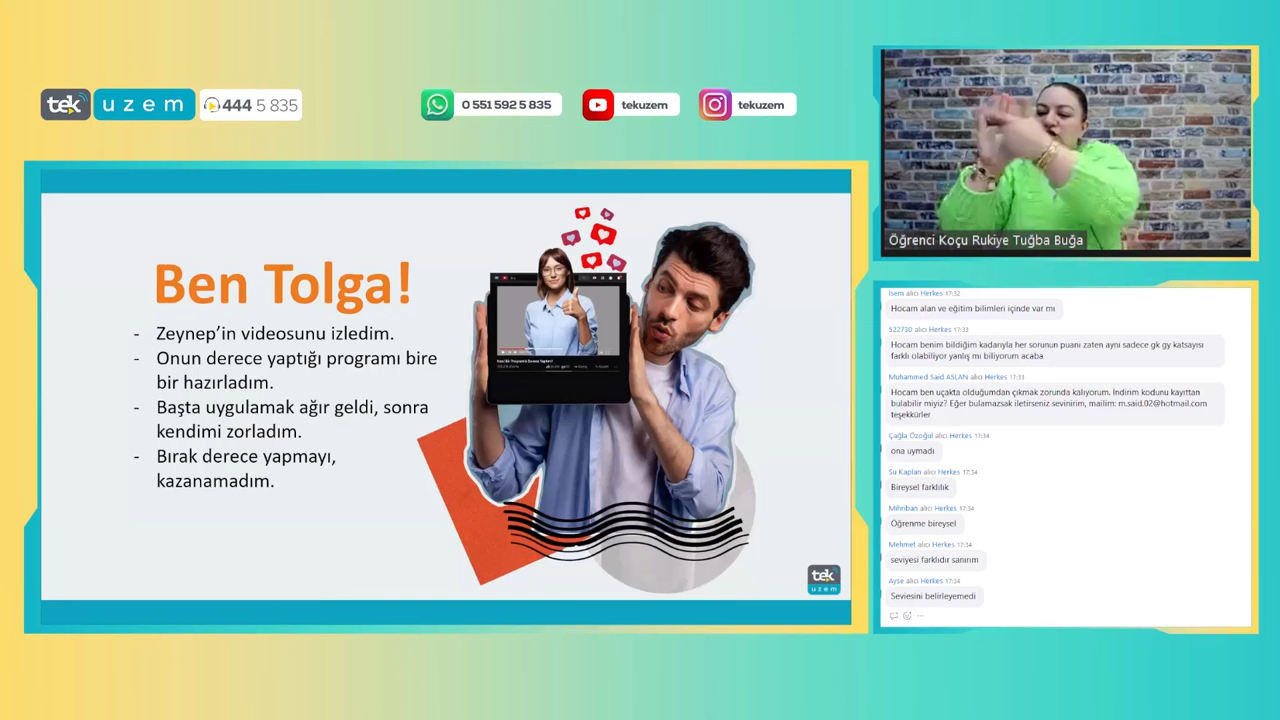 tek uzem 444 5 835
0 551 592 5 835
tekuzem
tekuzem
Ben Tolga!
- Zeynep’in videosunu izledim.
- Onun derece yaptığı programı bire
bir hazırladım.
- Başta uygulamak ağır geldi, sonra
kendimi zorladım.
- Bırak derece yapmayı,
kazanamadım.
tek
uzem
Öğrenci Koçu Rukiye Tuğba Buğa
İsem alıcı Herkes 17:32
Hocam alan ve eğitim bilimleri içinde var mı
522730 alıcı Herkes 17:33
Hocam benim bildiğim kadarıyla her sorunun puanı zaten aynı sadece gk gy katsayısı
farklı olabiliyor yanlış mı biliyorum acaba
Muhammed Said ASLAN alıcı Herkes 17:33
Hocam ben uçakta olduğumdan çıkmak zorunda kalıyorum. İndirim kodunu kayıttan
bulabilir miyiz? Eğer bulamazsak iletirseniz sevinirim, mailim: m.said.02@hotmail.com
teşekkürler
Çağla Özoğul alıcı Herkes 17:34
ona uymadı
Su Kaplan alıcı Herkes 17:34
Bireysel farklılık
Mihriban alıcı Herkes 17:34
Öğrenme bireysel
Mehmet alıcı Herkes 17:34
seviyesi farklıdır sanırım
Ayse alıcı Herkes 17:34
Seviesini belirleyemedi